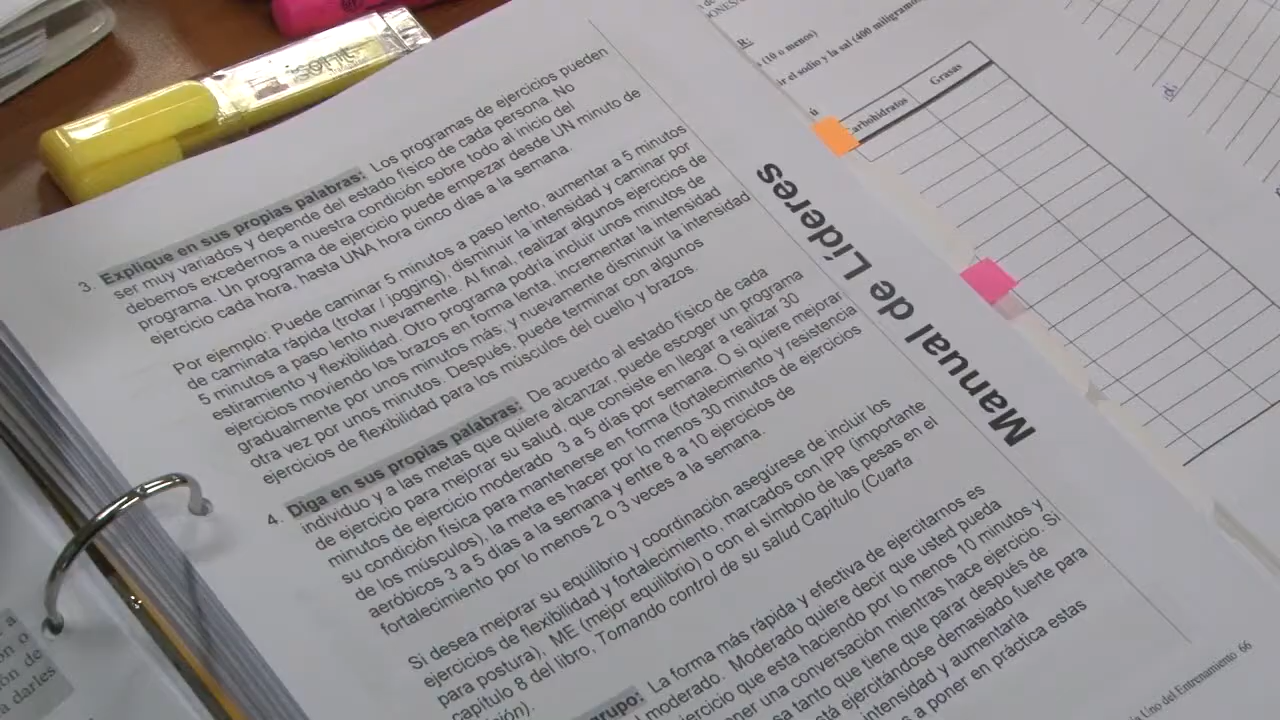 3. Explique en sus propias palabras: Los programas de ejercicios pueden
ser muy variados y depende del estado físico de cada persona. No
debemos excedernos a nuestra condición sobre todo al inicio del
programa. Un programa de ejercicio puede empezar desde UN minuto de
ejercicio cada hora, hasta UNA hora cinco días a la semana.
Por ejemplo: Puede caminar 5 minutos a paso lento, aumentar a 5 minutos
de caminata rápida (trotar / jogging), disminuir la intensidad y caminar por
5 minutos a paso lento nuevamente. Al final, realizar algunos ejercicios de
estiramiento y flexibilidad. Otro programa podría incluir unos minutos de
ejercicios moviendo los brazos en forma lenta, incrementar la intensidad
gradualmente por unos minutos más, y nuevamente disminuir la intensidad
otra vez por unos minutos. Después, puede terminar con algunos
ejercicios de flexibilidad para los músculos del cuello y brazos.
4. Diga en sus propias palabras: De acuerdo al estado físico de cada
individuo y a las metas que quiere alcanzar, puede escoger un programa
de ejercicio para mejorar su salud, que consiste en llegar a realizar 30
minutos de ejercicio moderado 3 a 5 días por semana. O si quiere mejorar
su condición física para mantenerse en forma (fortalecimiento y resistencia
de los músculos), la meta es hacer por lo menos 30 minutos de ejercicios
aeróbicos 3 a 5 días a la semana y entre 8 a 10 ejercicios de
fortalecimiento por lo menos 2 o 3 veces a la semana.
Si desea mejorar su equilibrio y coordinación asegúrese de incluir los
ejercicios de flexibilidad y fortalecimiento, marcados con IPP (importante
para postura), ME (mejor equilibrio) o con el símbolo de las pesas en el
capítulo 8 del libro, Tomando control de su salud Capítulo (Cuarta
grupo: La forma más rápida y efectiva de ejercitarnos es
moderado. Moderado quiere decir que usted pueda
que esta haciendo por lo menos 10 minutos y
una conversación mientras hace ejercicio. Si
tanto que tiene que parar después de
está ejercitándose demasiado fuerte para
intensidad y aumentarla
a poner en práctica estas
Manual de Líderes
Uno del Entrenamiento 66
(10 o menos)
el sodio y la sal (400 miligramos
Grasas
arbohidratos
sonit
darles